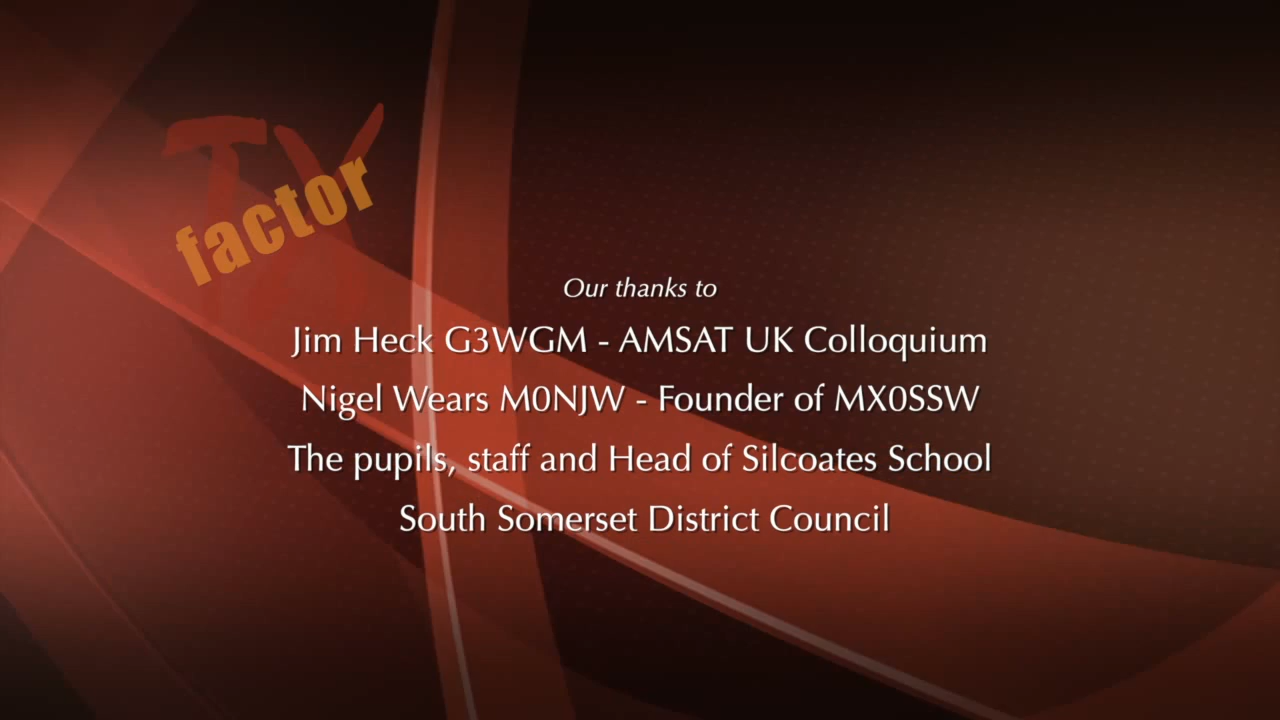 TX
factor
Our thanks to
Jim Heck G3WGM - AMSAT UK Colloquium
Nigel Wears M0NJW - Founder of MX0SSW
The pupils, staff and Head of Silcoates School
South Somerset District Council